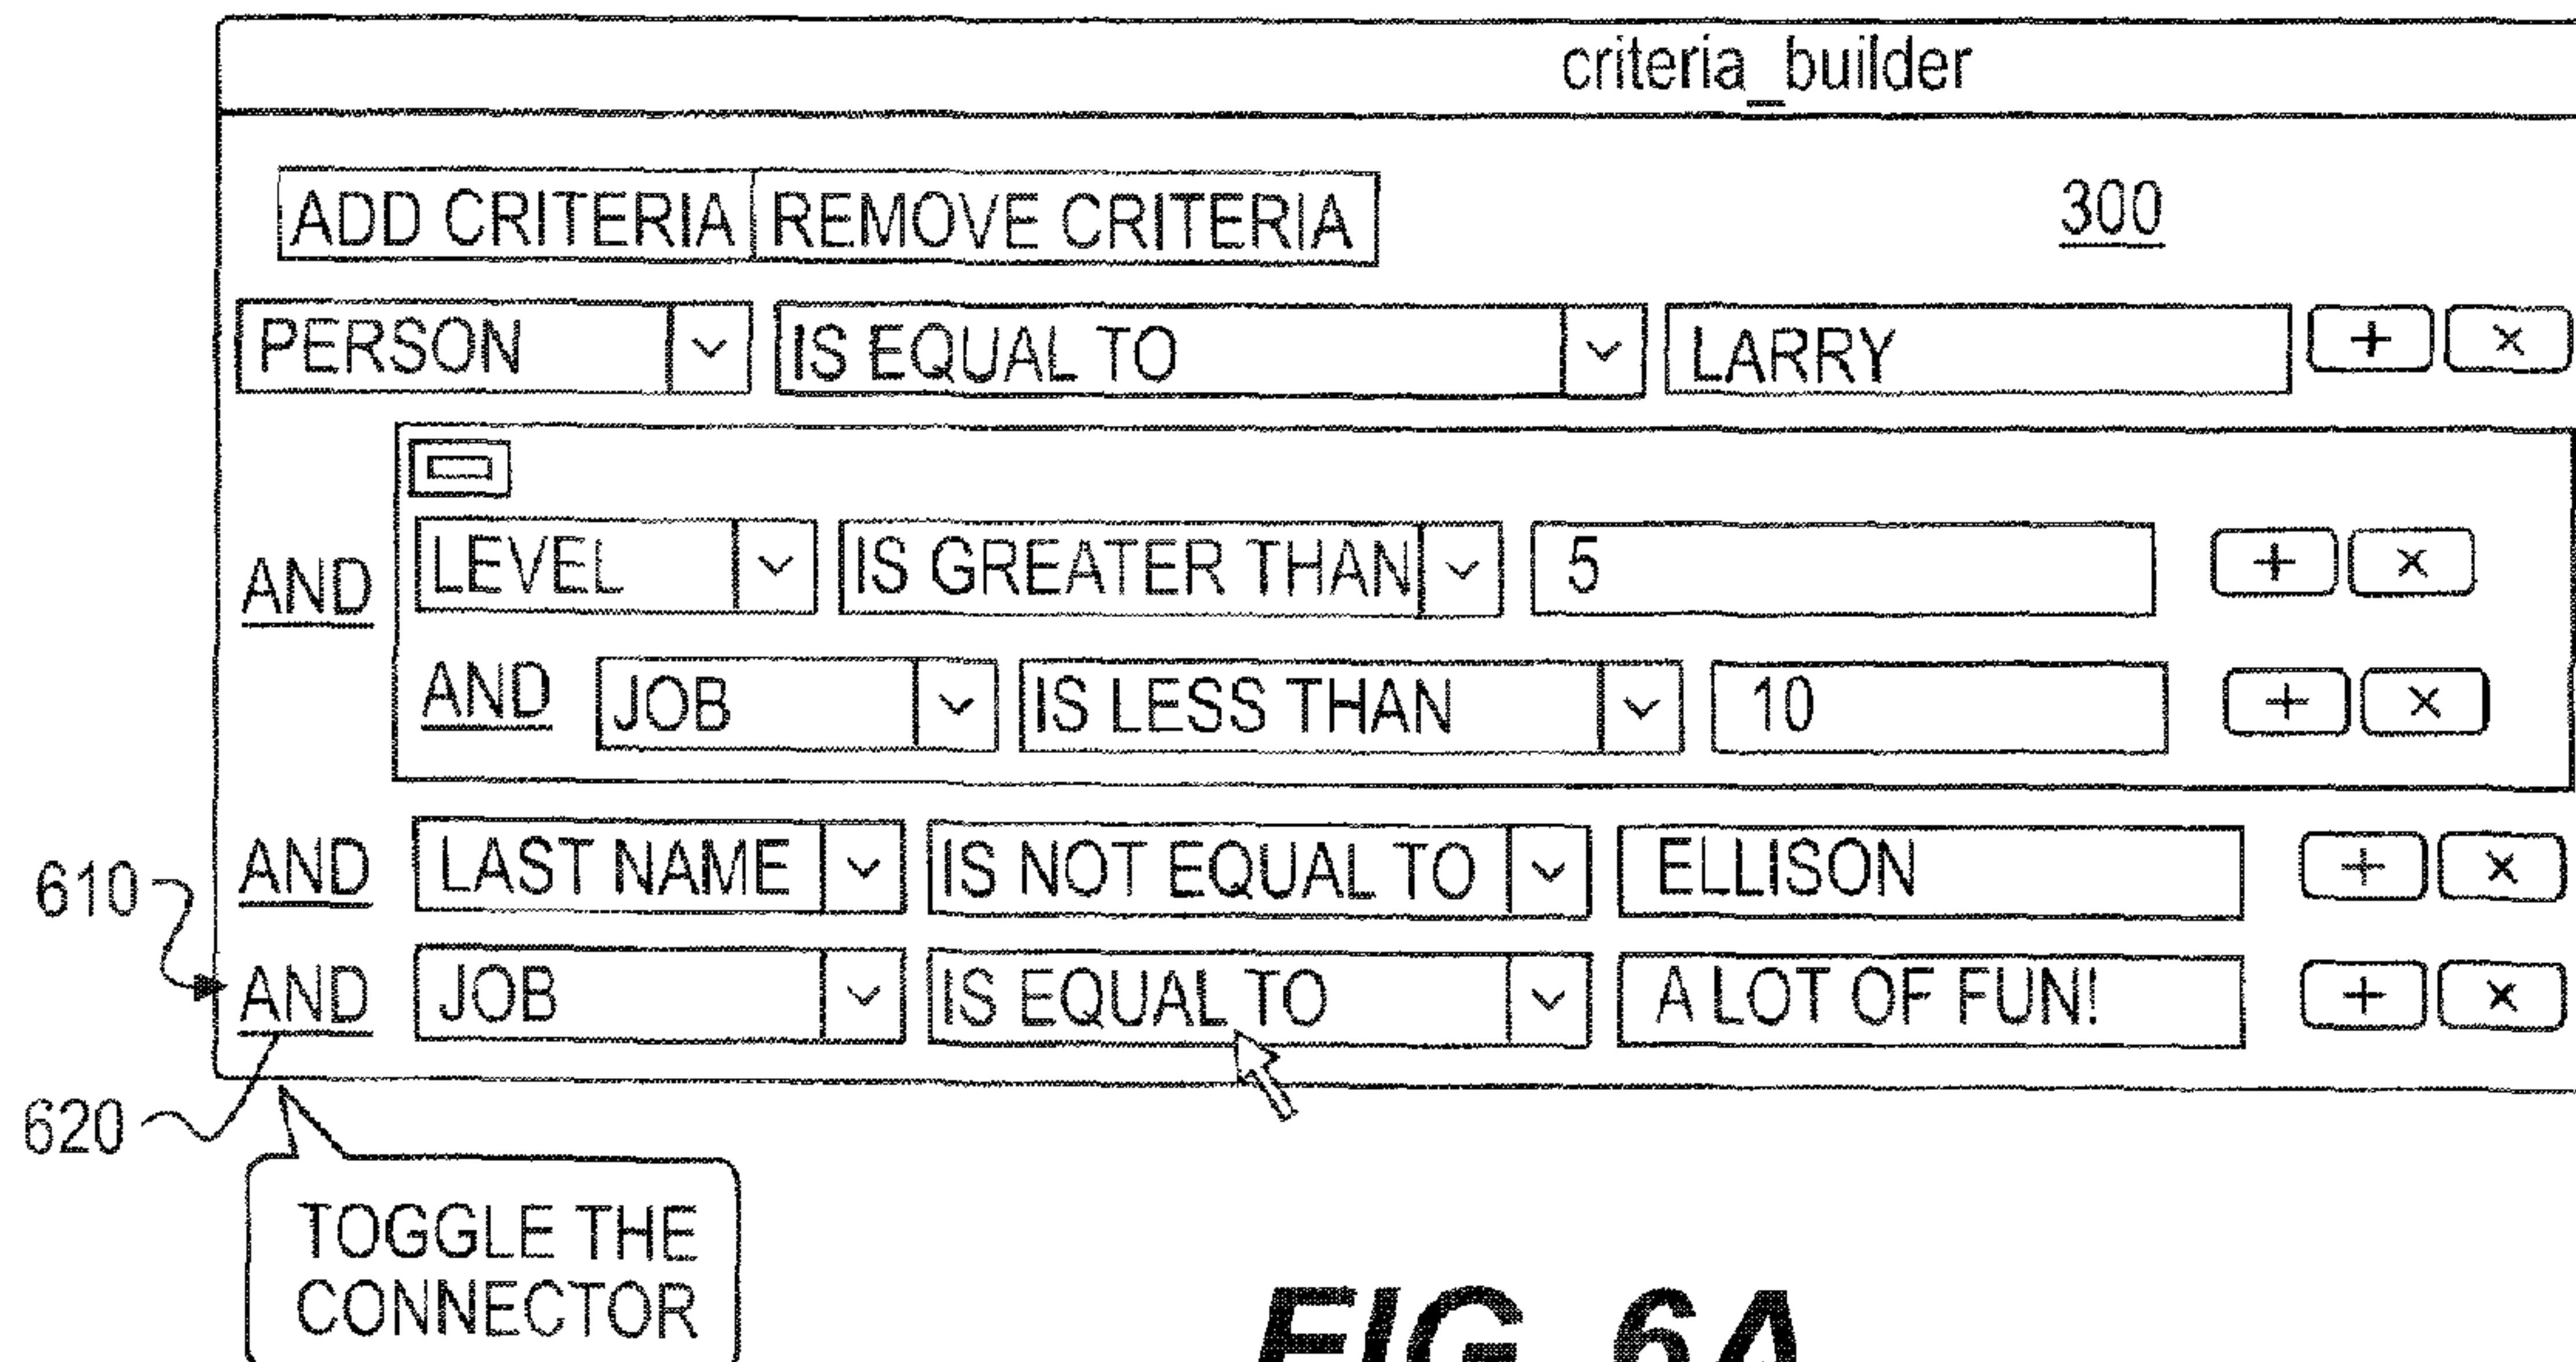 criteria_builder
ADD CRITERIA REMOVE CRITERIA 300
PERSON IS EQUAL TO LARRY + ×
LEVEL IS GREATER THAN 5 + ×
AND
AND JOB IS LESS THAN 10 + ×
AND LAST NAME IS NOT EQUAL TO ELLISON + ×
610
AND JOB IS EQUAL TO A LOT OF FUN! + ×
620
TOGGLE THE
CONNECTOR
FIG. 6A